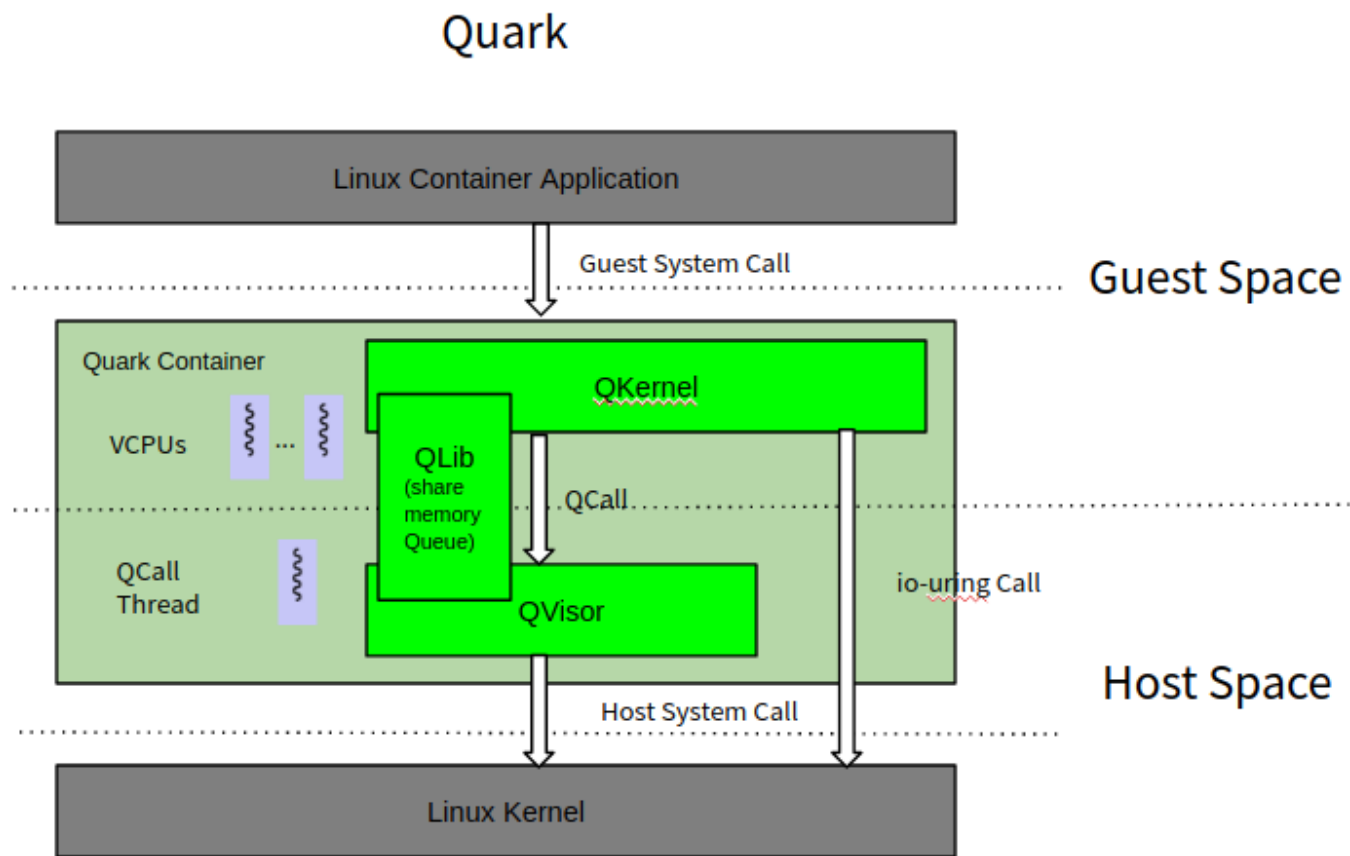 Quark
Linux Container Application
Guest System Call
Guest Space
Quark Container
QKernel
VCPUs
...
QLib
(share
memory
Queue)
QCall
QCall
Thread
io-uring Call
QVisor
Host Space
Host System Call
Linux Kernel